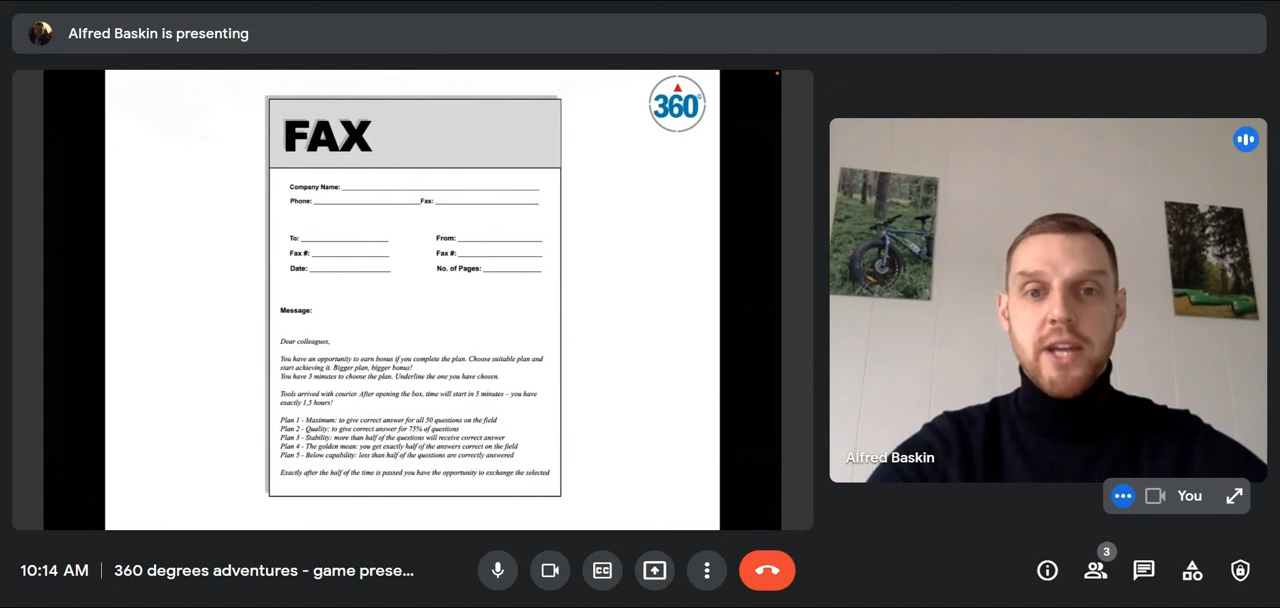 Alfred Baskin is presenting
360
FAX
Company Name:
Phone: Fax:
To: From:
Fax #: Fax #:
Date: No. of Pages:
Message:
Dear colleagues,
You have an opportunity to earn bonus if you complete the plan. Choose suitable plan and
start achieving it. Bigger plan, bigger bonus!
You have 3 minutes to choose the plan. Underline the one you have chosen.
Tools arrived with courier. After opening the box, time will start in 5 minutes – you have
exactly 1,5 hours!
Plan 1 - Maximum: to give correct answer for all 50 questions on the field
Plan 2 - Quality: to give correct answer for 75% of questions
Plan 3 - Stability: more than half of the questions will receive correct answer
Plan 4 - The golden mean: you get exactly half of the answers correct on the field
Plan 5 - Below capability: less than half of the questions are correctly answered
Exactly after the half of the time is passed you have the opportunity to exchange the selected
Alfred Baskin
You
10:14 AM | 360 degrees adventures - game prese...
CC
3